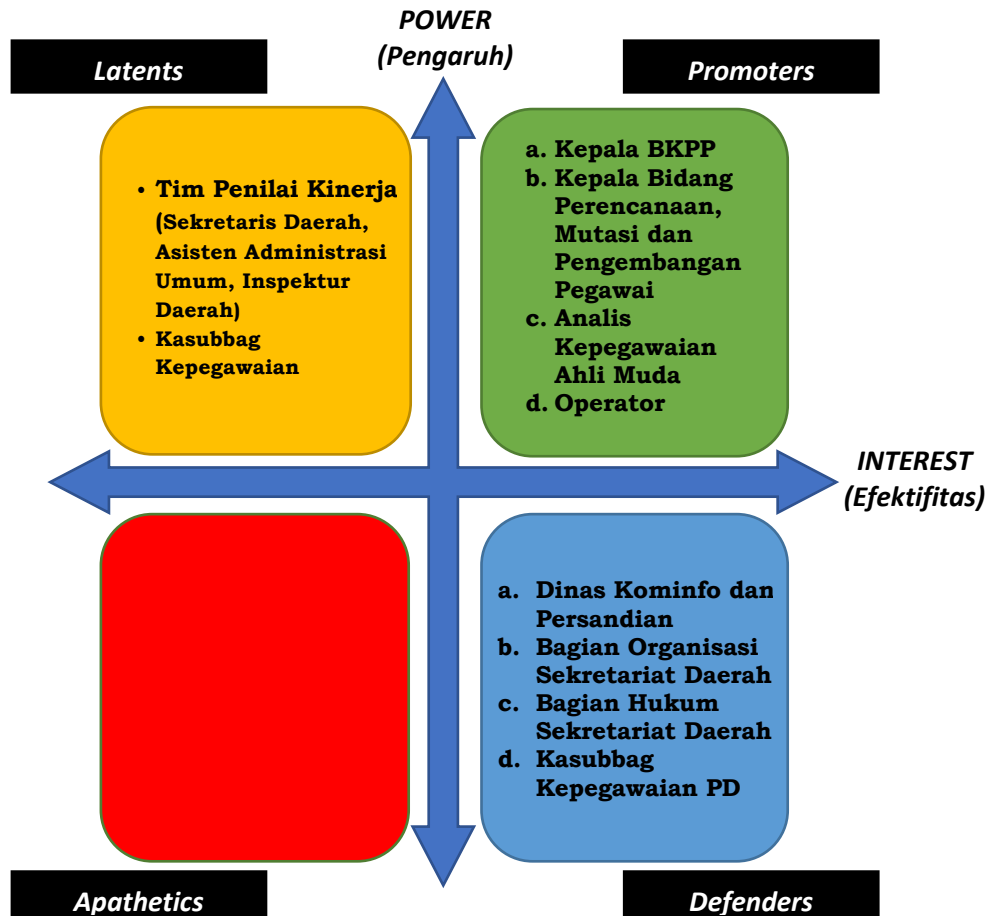 POWER
(Pengaruh)
Latents
Promoters
• Tim Penilai Kinerja
(Sekretaris Daerah,
Asisten Administrasi
Umum, Inspektur
Daerah)
• Kasubbag
Kepegawaian
a. Kepala BKPP
b. Kepala Bidang
Perencanaan,
Mutasi dan
Pengembangan
Pegawai
c. Analis
Kepegawaian
Ahli Muda
d. Operator
INTEREST
(Efektifitas)
a. Dinas Kominfo dan
Persandian
b. Bagian Organisasi
Sekretariat Daerah
c. Bagian Hukum
Sekretariat Daerah
d. Kasubbag
Kepegawaian PD
Apathetics
Defenders